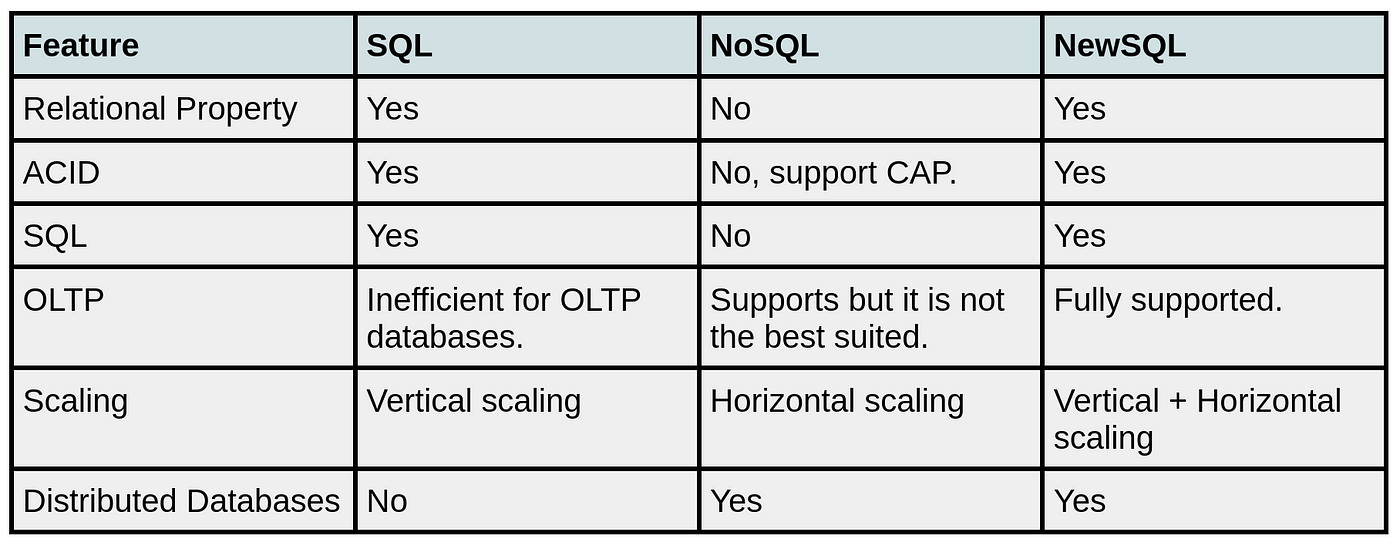 Feature SQL NoSQL NewSQL
Relational Property Yes No Yes
ACID Yes No, support CAP. Yes
SQL Yes No Yes
OLTP Inefficient for OLTP Supports but it is not Fully supported.
databases. the best suited.
Scaling Vertical scaling Horizontal scaling Vertical + Horizontal
scaling
Distributed Databases No Yes Yes